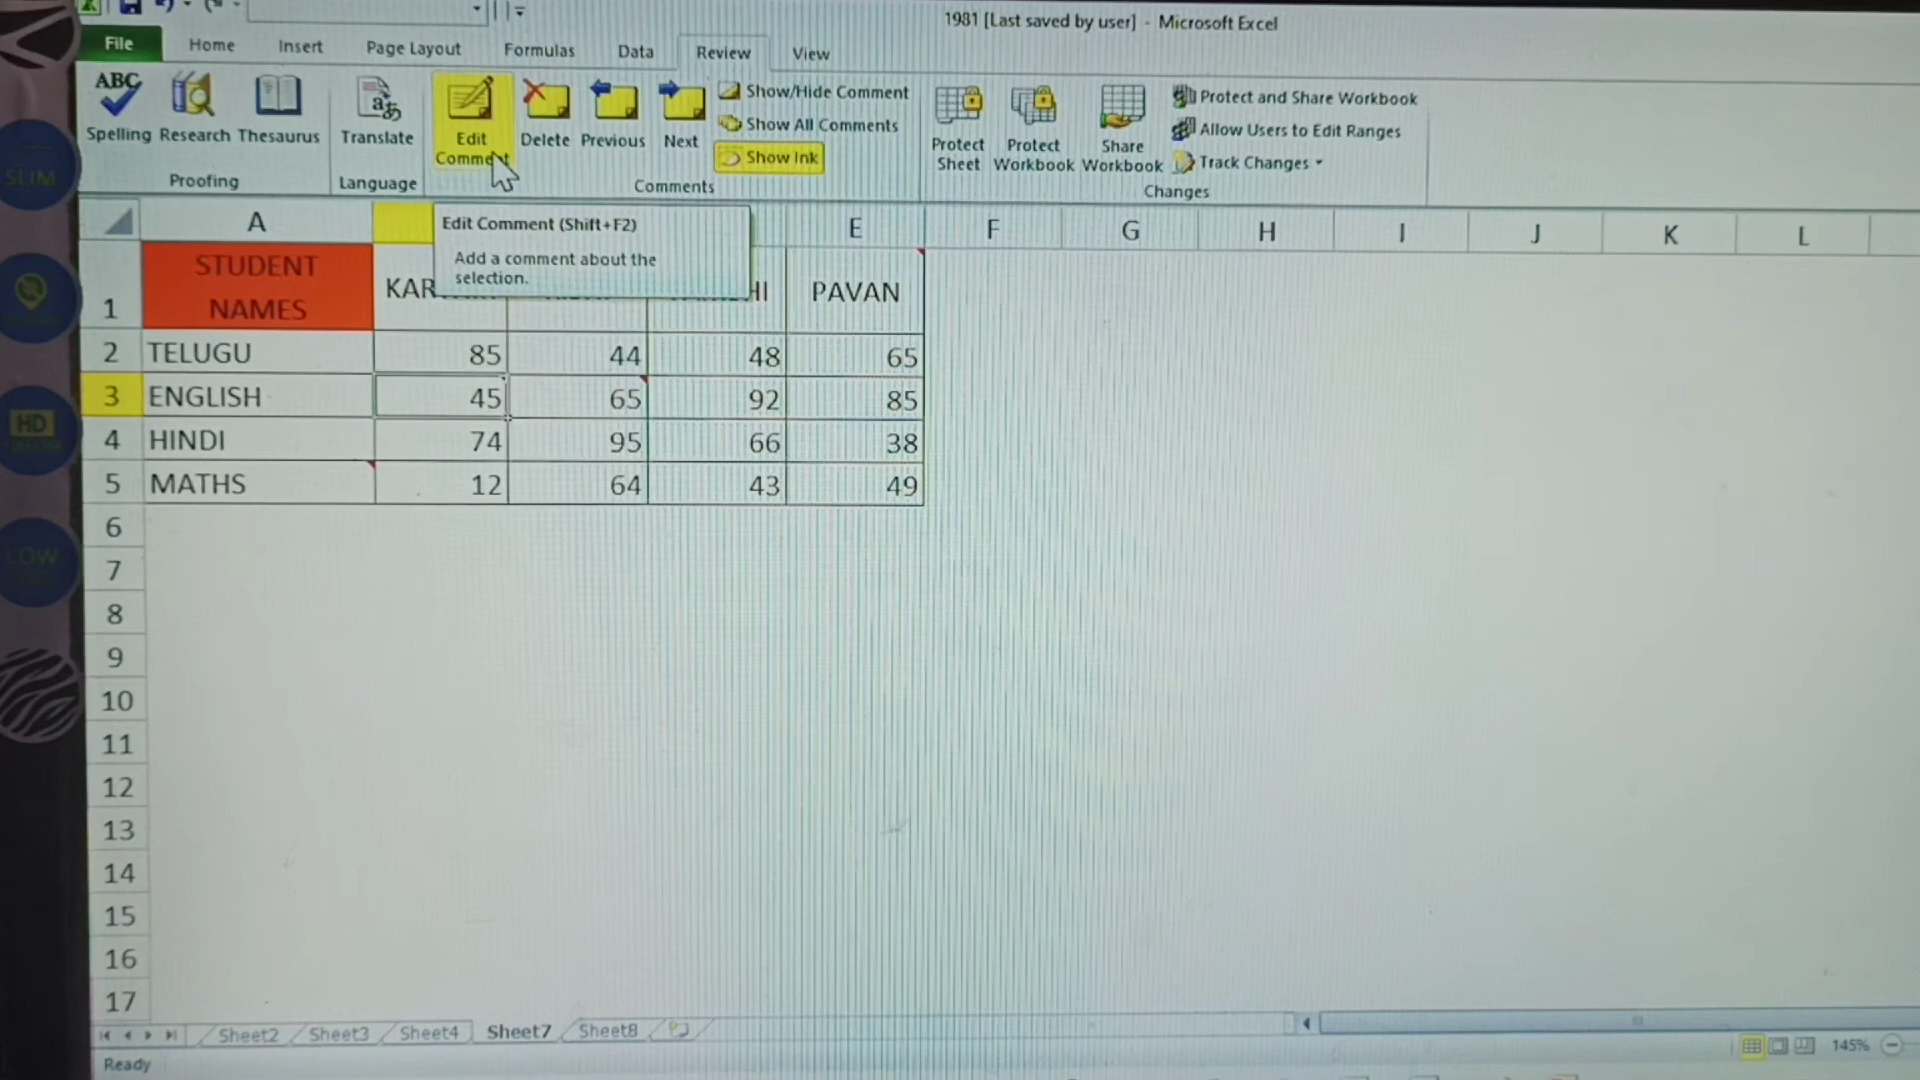 1981 [Last saved by user] - Microsoft Excel
File Home Insert Page Layout Formulas Data Review View
ABC
Spelling Research Thesaurus
Proofing
Translate
Language
Edit Comment
Delete Previous Next
Show/Hide Comment
Show All Comments
Show Ink
Comments
Protect Sheet
Protect Workbook
Share Workbook
Protect and Share Workbook
Allow Users to Edit Ranges
Track Changes
Changes
Edit Comment (Shift+F2)
Add a comment about the
selection.
A E F G H I J K L
STUDENT
NAMES
1 PAVAN
2 TELUGU 85 44 48 65
3 ENGLISH 45 65 92 85
4 HINDI 74 95 66 38
5 MATHS 12 64 43 49
6
7
8
9
10
11
12
13
14
15
16
17
Sheet2 Sheet3 Sheet4 Sheet7 Sheet8
Ready
145%
SLIM
HD
LOW